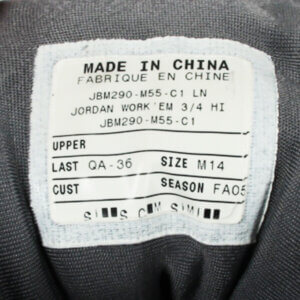 MADE IN CHINA
FABRIQUE EN CHINE
JBM290-M55-C1 LN
JORDAN WORK'EM 3/4 HI
JBM290-M55-C1
UPPER
LAST QA-36 SIZE M14
CUST SEASON FA05